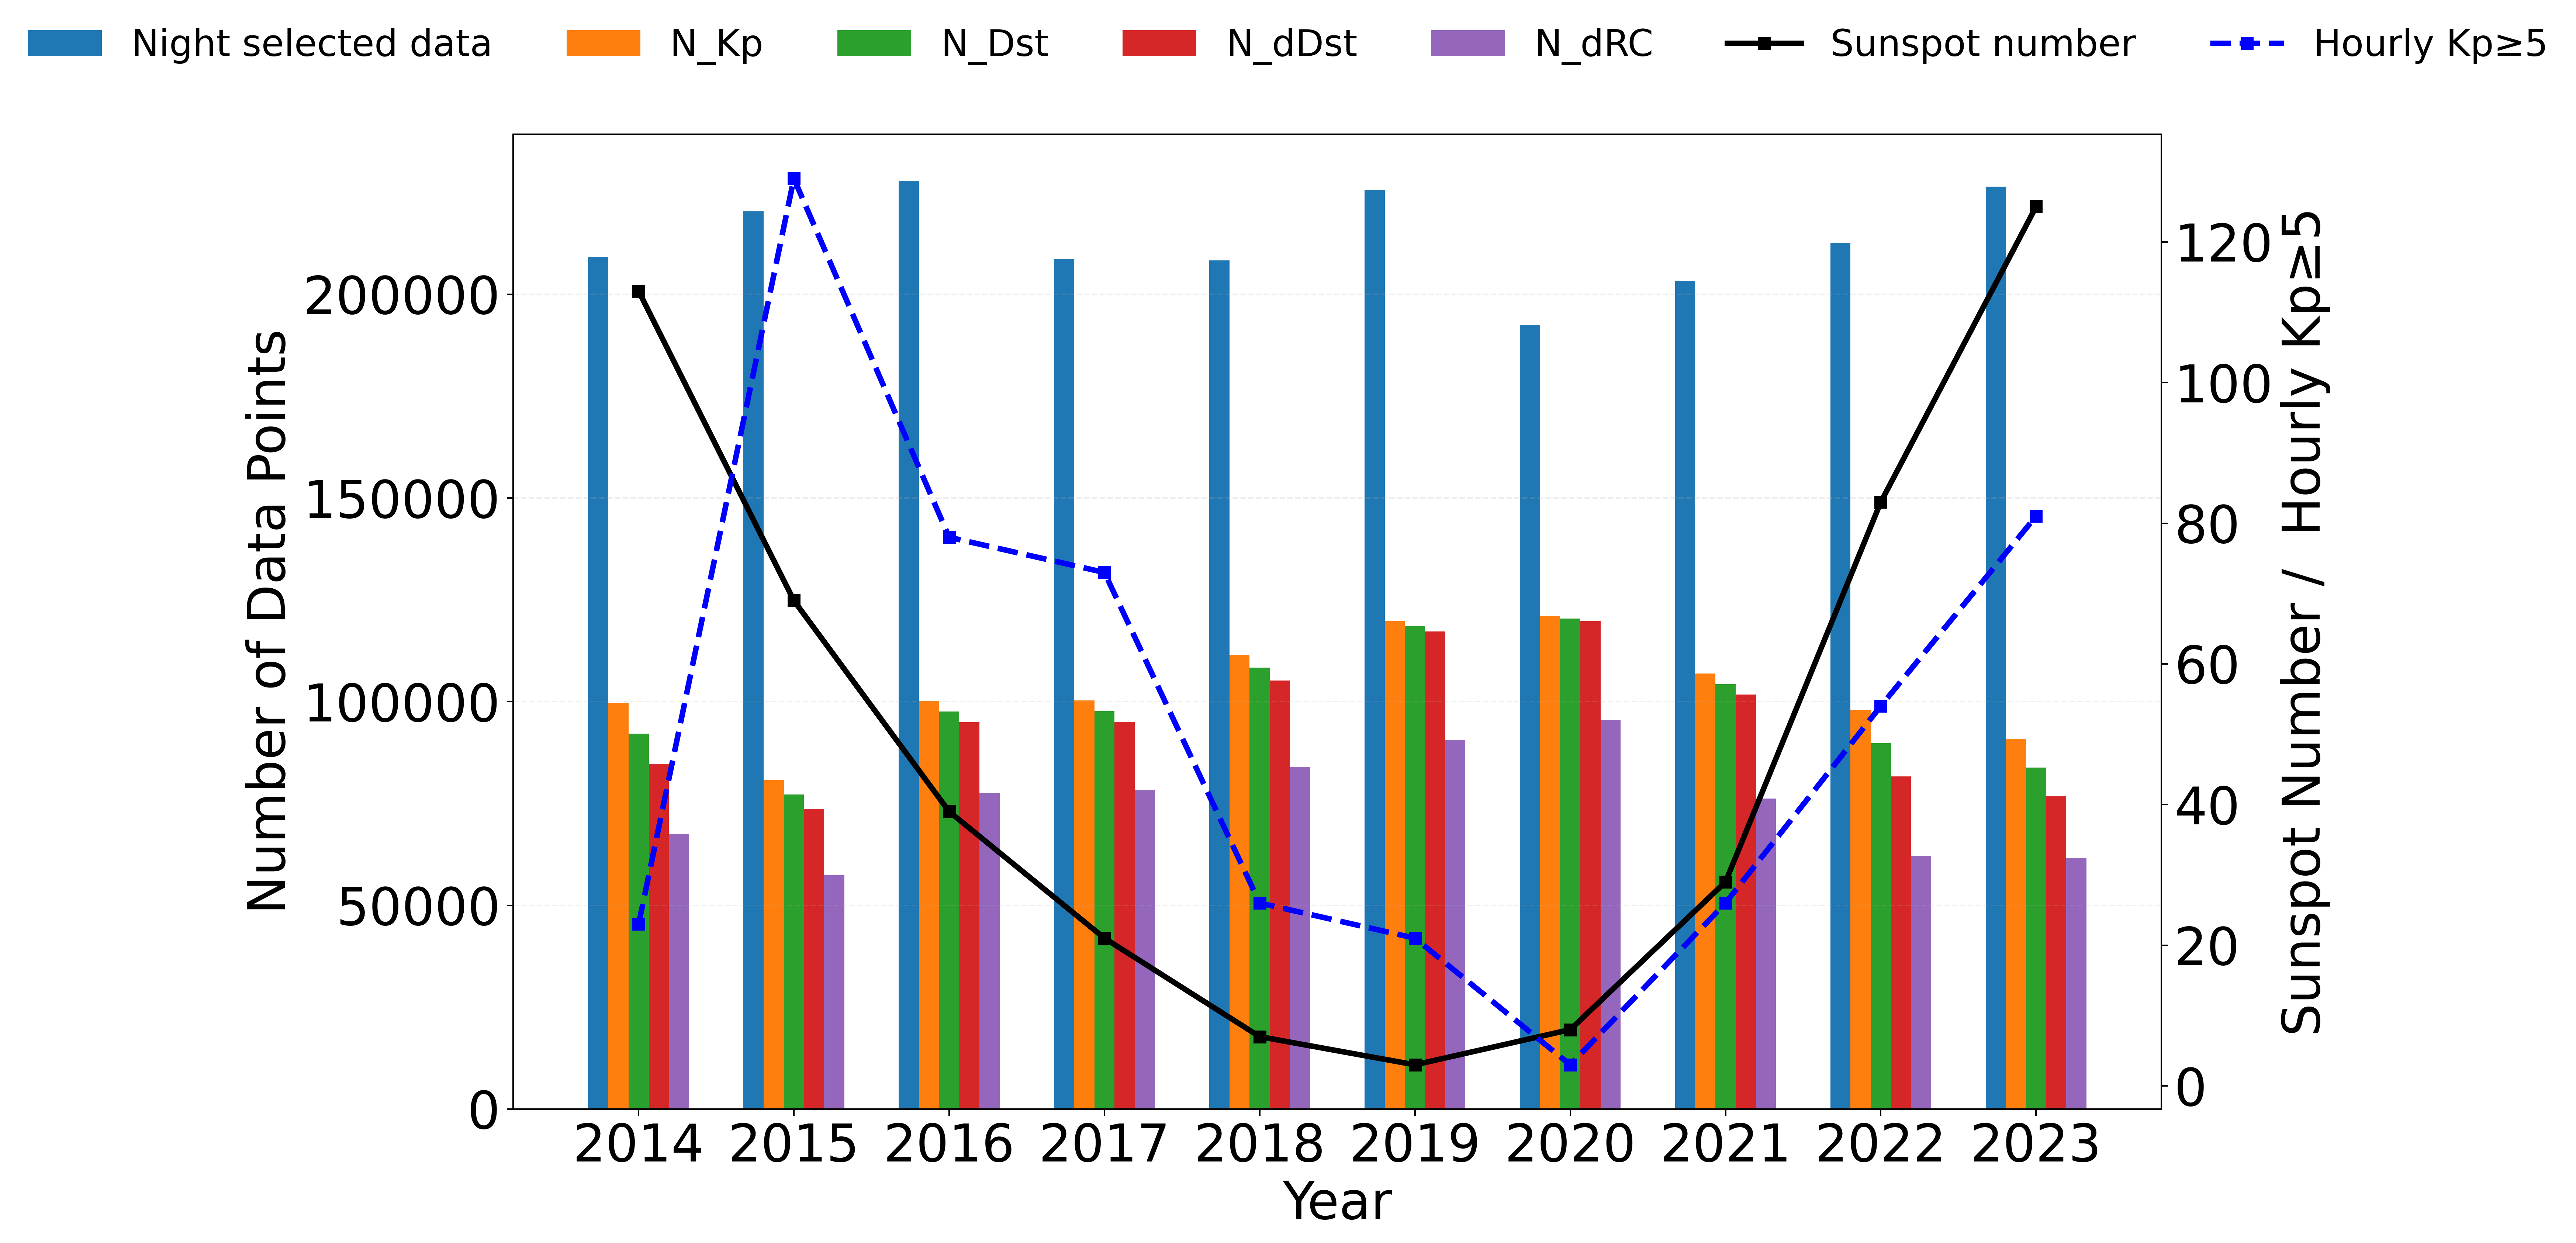 Night selected data N_Kp N_Dst N_dDst N_dRC Sunspot number Hourly Kp≥5
Number of Data Points
200000
150000
100000
50000
0
120
100
80
60
40
20
0
Sunspot Number / Hourly Kp≥5
2014 2015 2016 2017 2018 2019 2020 2021 2022 2023
Year